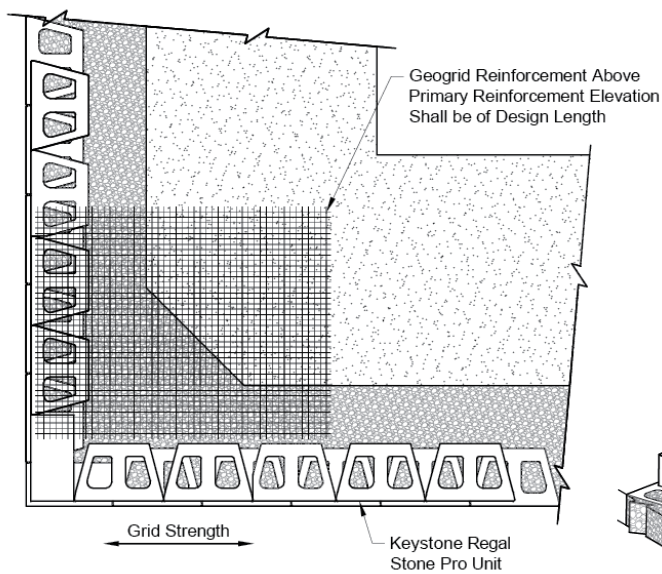 Geogrid Reinforcement Above
Primary Reinforcement Elevation
Shall be of Design Length
Grid Strength
Keystone Regal
Stone Pro Unit